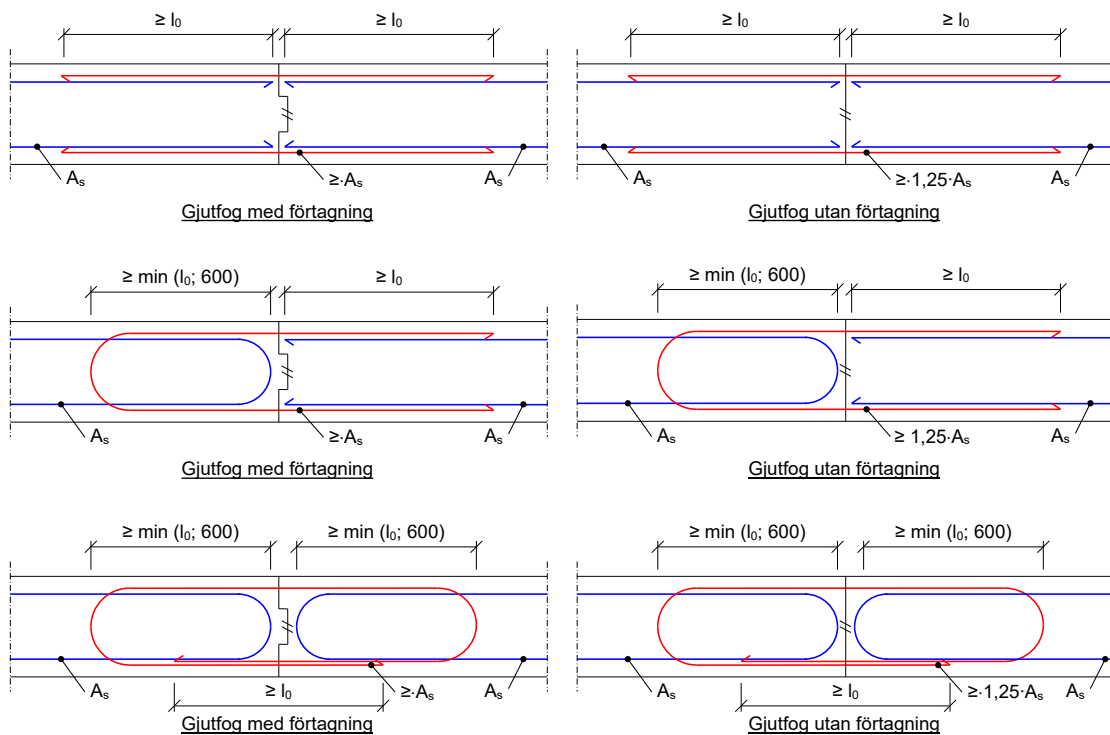 ≥ l₀ ≥ l₀
≥ l₀ ≥ l₀
Aₛ ≥·Aₛ Aₛ
Aₛ ≥·1,25·Aₛ Aₛ
Gjutfog med förtagning
Gjutfog utan förtagning
≥ min (l₀; 600) ≥ l₀
≥ min (l₀; 600) ≥ l₀
Aₛ ≥·Aₛ Aₛ
Aₛ ≥ 1,25·Aₛ Aₛ
Gjutfog med förtagning
Gjutfog utan förtagning
≥ min (l₀; 600) ≥ min (l₀; 600)
≥ min (l₀; 600) ≥ min (l₀; 600)
Aₛ ≥·Aₛ Aₛ
Aₛ ≥·1,25·Aₛ Aₛ
≥ l₀
≥ l₀
Gjutfog med förtagning
Gjutfog utan förtagning